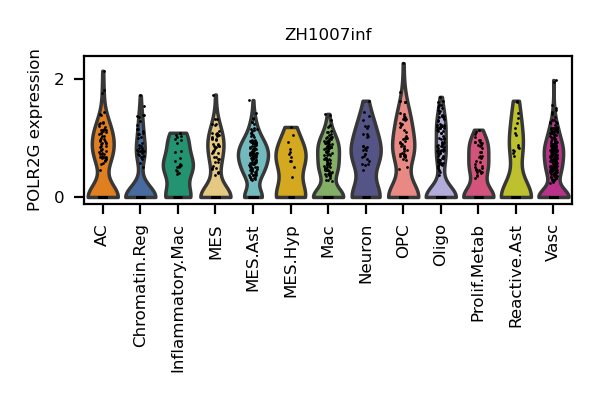 ZH1007inf
POLR2G expression
2
0
AC
Chromatin.Reg
Inflammatory.Mac
MES
MES.Ast
MES.Hyp
Mac
Neuron
OPC
Oligo
Prolif.Metab
Reactive.Ast
Vasc